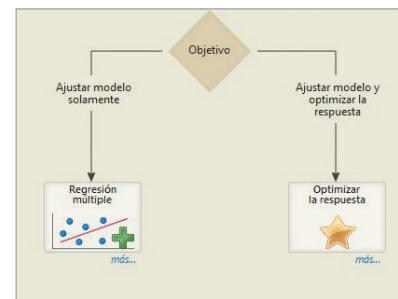 Objetivo
Ajustar modelo
solamente
Ajustar modelo y
optimizar la
respuesta
Regresión
múltiple
más...
Optimizar
la respuesta
más...